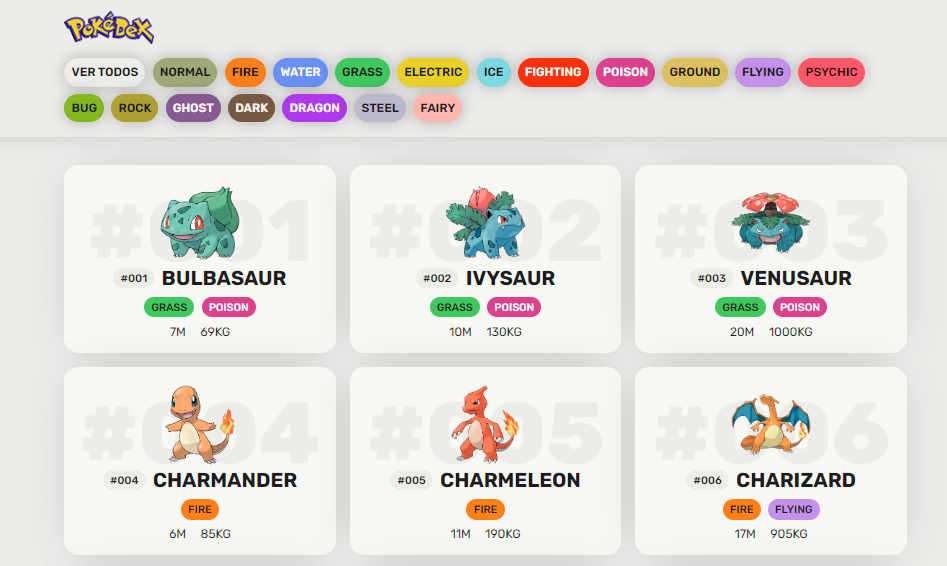 POKéDEX
VER TODOS NORMAL FIRE WATER GRASS ELECTRIC ICE FIGHTING POISON GROUND FLYING PSYCHIC
BUG ROCK GHOST DARK DRAGON STEEL FAIRY
#001 #002 #003
#001 BULBASAUR #002 IVYSAUR #003 VENUSAUR
GRASS POISON GRASS POISON GRASS POISON
7M 69KG 10M 130KG 20M 1000KG
#004 #005 #006
#004 CHARMANDER #005 CHARMELEON #006 CHARIZARD
FIRE FIRE FIRE FLYING
6M 85KG 11M 190KG 17M 905KG